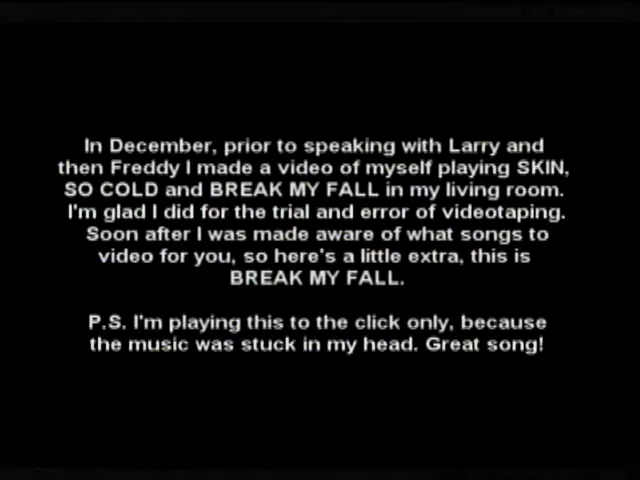 In December, prior to speaking with Larry and
then Freddy I made a video of myself playing SKIN,
SO COLD and BREAK MY FALL in my living room.
I'm glad I did for the trial and error of videotaping.
Soon after I was made aware of what songs to
video for you, so here's a little extra, this is
BREAK MY FALL.
P.S. I'm playing this to the click only, because
the music was stuck in my head. Great song!